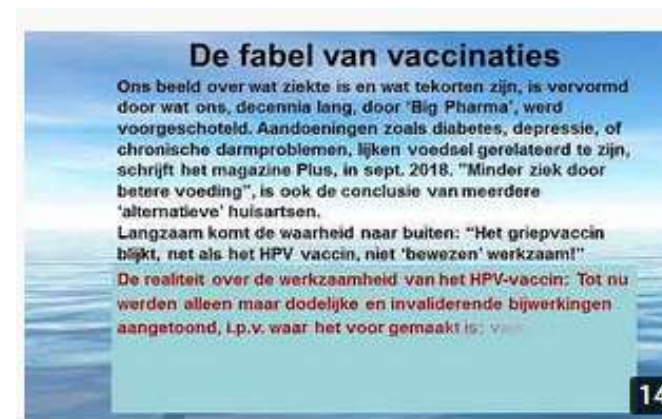 De fabel van vaccinaties
Ons beeld over wat ziekte is en wat tekorten zijn, is vervormd
door wat ons, decennia lang, door 'Big Pharma', werd
voorgeschoteld. Aandoeningen zoals diabetes, depressie, of
chronische darmproblemen, lijken voedsel gerelateerd te zijn,
schrijft het magazine Plus, in sept. 2018. "Minder ziek door
betere voeding", is ook de conclusie van meerdere
'alternatieve' huisartsen.
Langzaam komt de waarheid naar buiten: "Het griepvaccin
blijkt, net als het HPV vaccin, niet 'bewezen' werkzaam!"
De realiteit over de werkzaamheid van het HPV-vaccin: Tot nu
werden alleen maar dodelijke en invaliderende bijwerkingen
aangetoond, i.p.v. waar het voor gemaakt is:
14